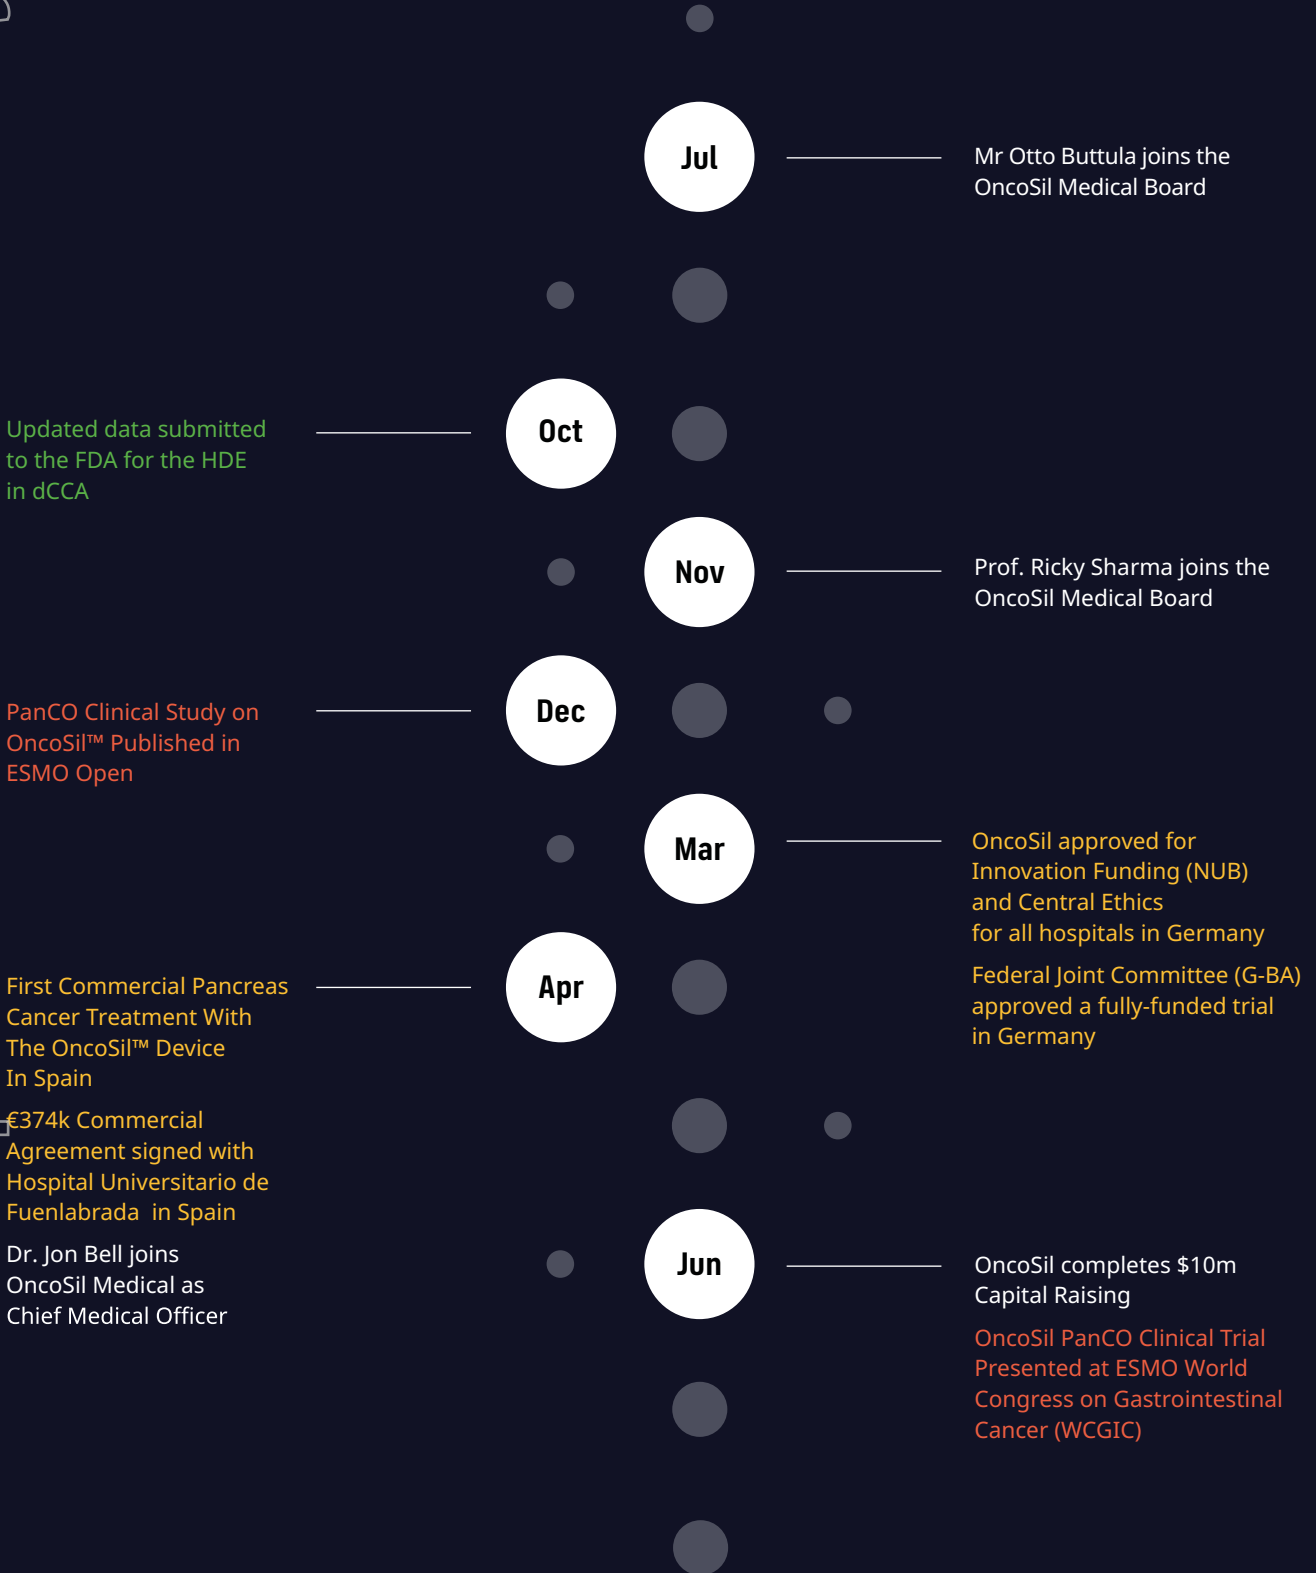 Jul
Mr Otto Buttula joins the
OncoSil Medical Board
Updated data submitted
to the FDA for the HDE
in dCCA
Oct
Nov
Prof. Ricky Sharma joins the
OncoSil Medical Board
PanCO Clinical Study on
OncoSil™ Published in
ESMO Open
Dec
Mar
OncoSil approved for
Innovation Funding (NUB)
and Central Ethics
for all hospitals in Germany
Federal Joint Committee (G-BA)
approved a fully-funded trial
in Germany
First Commercial Pancreas
Cancer Treatment With
The OncoSil™ Device
In Spain
€374k Commercial
Agreement signed with
Hospital Universitario de
Fuenlabrada  in Spain
Dr. Jon Bell joins
OncoSil Medical as
Chief Medical Officer
Apr
Jun
OncoSil completes $10m
Capital Raising
OncoSil PanCO Clinical Trial
Presented at ESMO World
Congress on Gastrointestinal
Cancer (WCGIC)